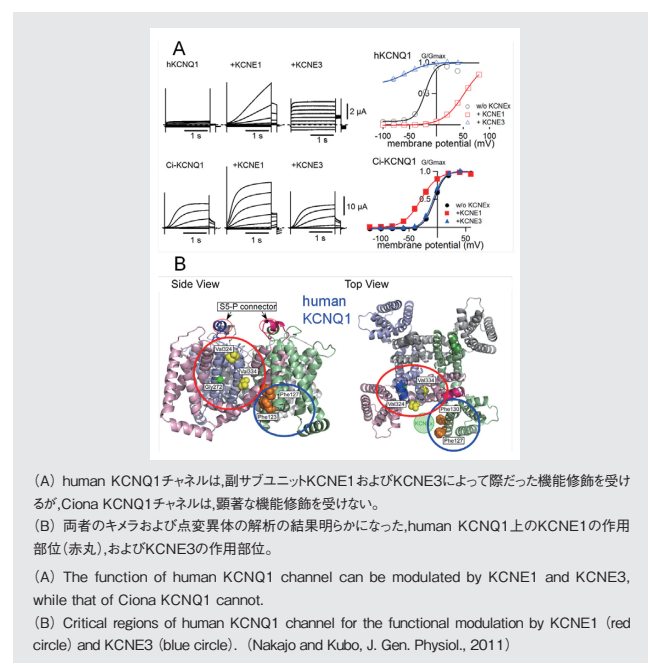 A
hKCNQ1 +KCNE1 +KCNE3
2 µA
1 s 1 s 1 s
hKCNQ1 G/Gmax
1.0
0.5
w/o KCNEx
+ KCNE1
+ KCNE3
-100 -50 0 50
membrane potential (mV)
Ci-KCNQ1 +KCNE1 +KCNE3
10 µA
1 s 1 s 1 s
Ci-KCNQ1 G/Gmax
1.0
0.5
w/o KCNEx
+KCNE1
+KCNE3
-100 -50 0 50
membrane potential (mV)
B
Side View Top View
S5-P connector
human
KCNQ1
Val324
Val334
Gly272
Phe127
Phe123
Val334
Val324
KCNEx
Phe130
Phe127
(A) human KCNQ1チャネルは,副サブユニットKCNE1およびKCNE3によって際だった機能修飾を受け
るが,Ciona KCNQ1チャネルは,顕著な機能修飾を受けない。
(B) 両者のキメラおよび点変異体の解析の結果明らかになった,human KCNQ1上のKCNE1の作用
部位(赤丸),およびKCNE3の作用部位。
(A) The function of human KCNQ1 channel can be modulated by KCNE1 and KCNE3,
while that of Ciona KCNQ1 cannot.
(B) Critical regions of human KCNQ1 channel for the functional modulation by KCNE1 (red
circle) and KCNE3 (blue circle). (Nakajo and Kubo, J. Gen. Physiol., 2011)